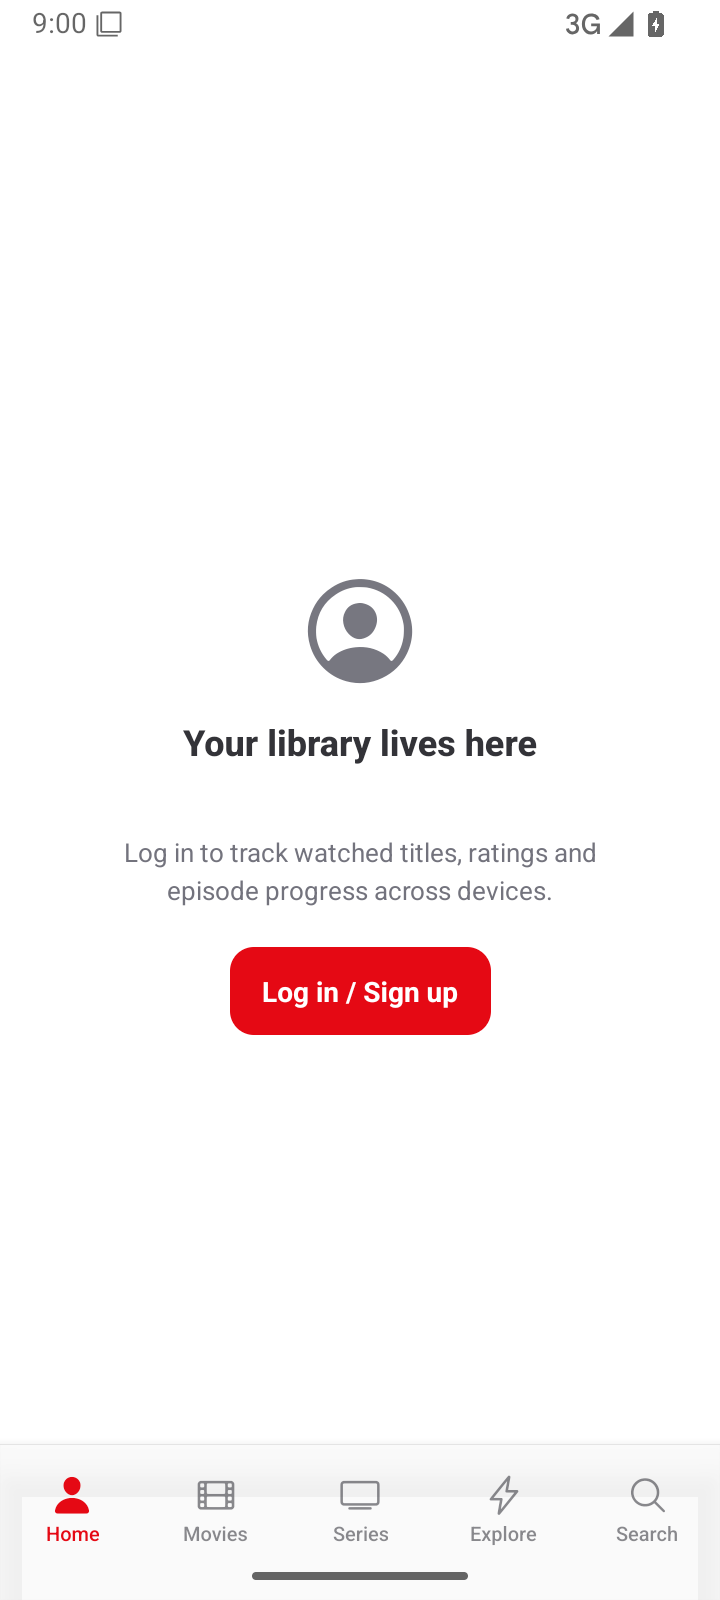 9:00
3G
Your library lives here
Log in to track watched titles, ratings and
episode progress across devices.
Log in / Sign up
Home
Movies
Series
Explore
Search